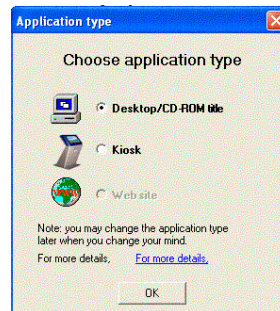 Application type
Choose application type
Desktop/CD-ROM title
Kiosk
Web site
Note: you may change the application type
later when you change your mind.
For more details, For more details,
OK